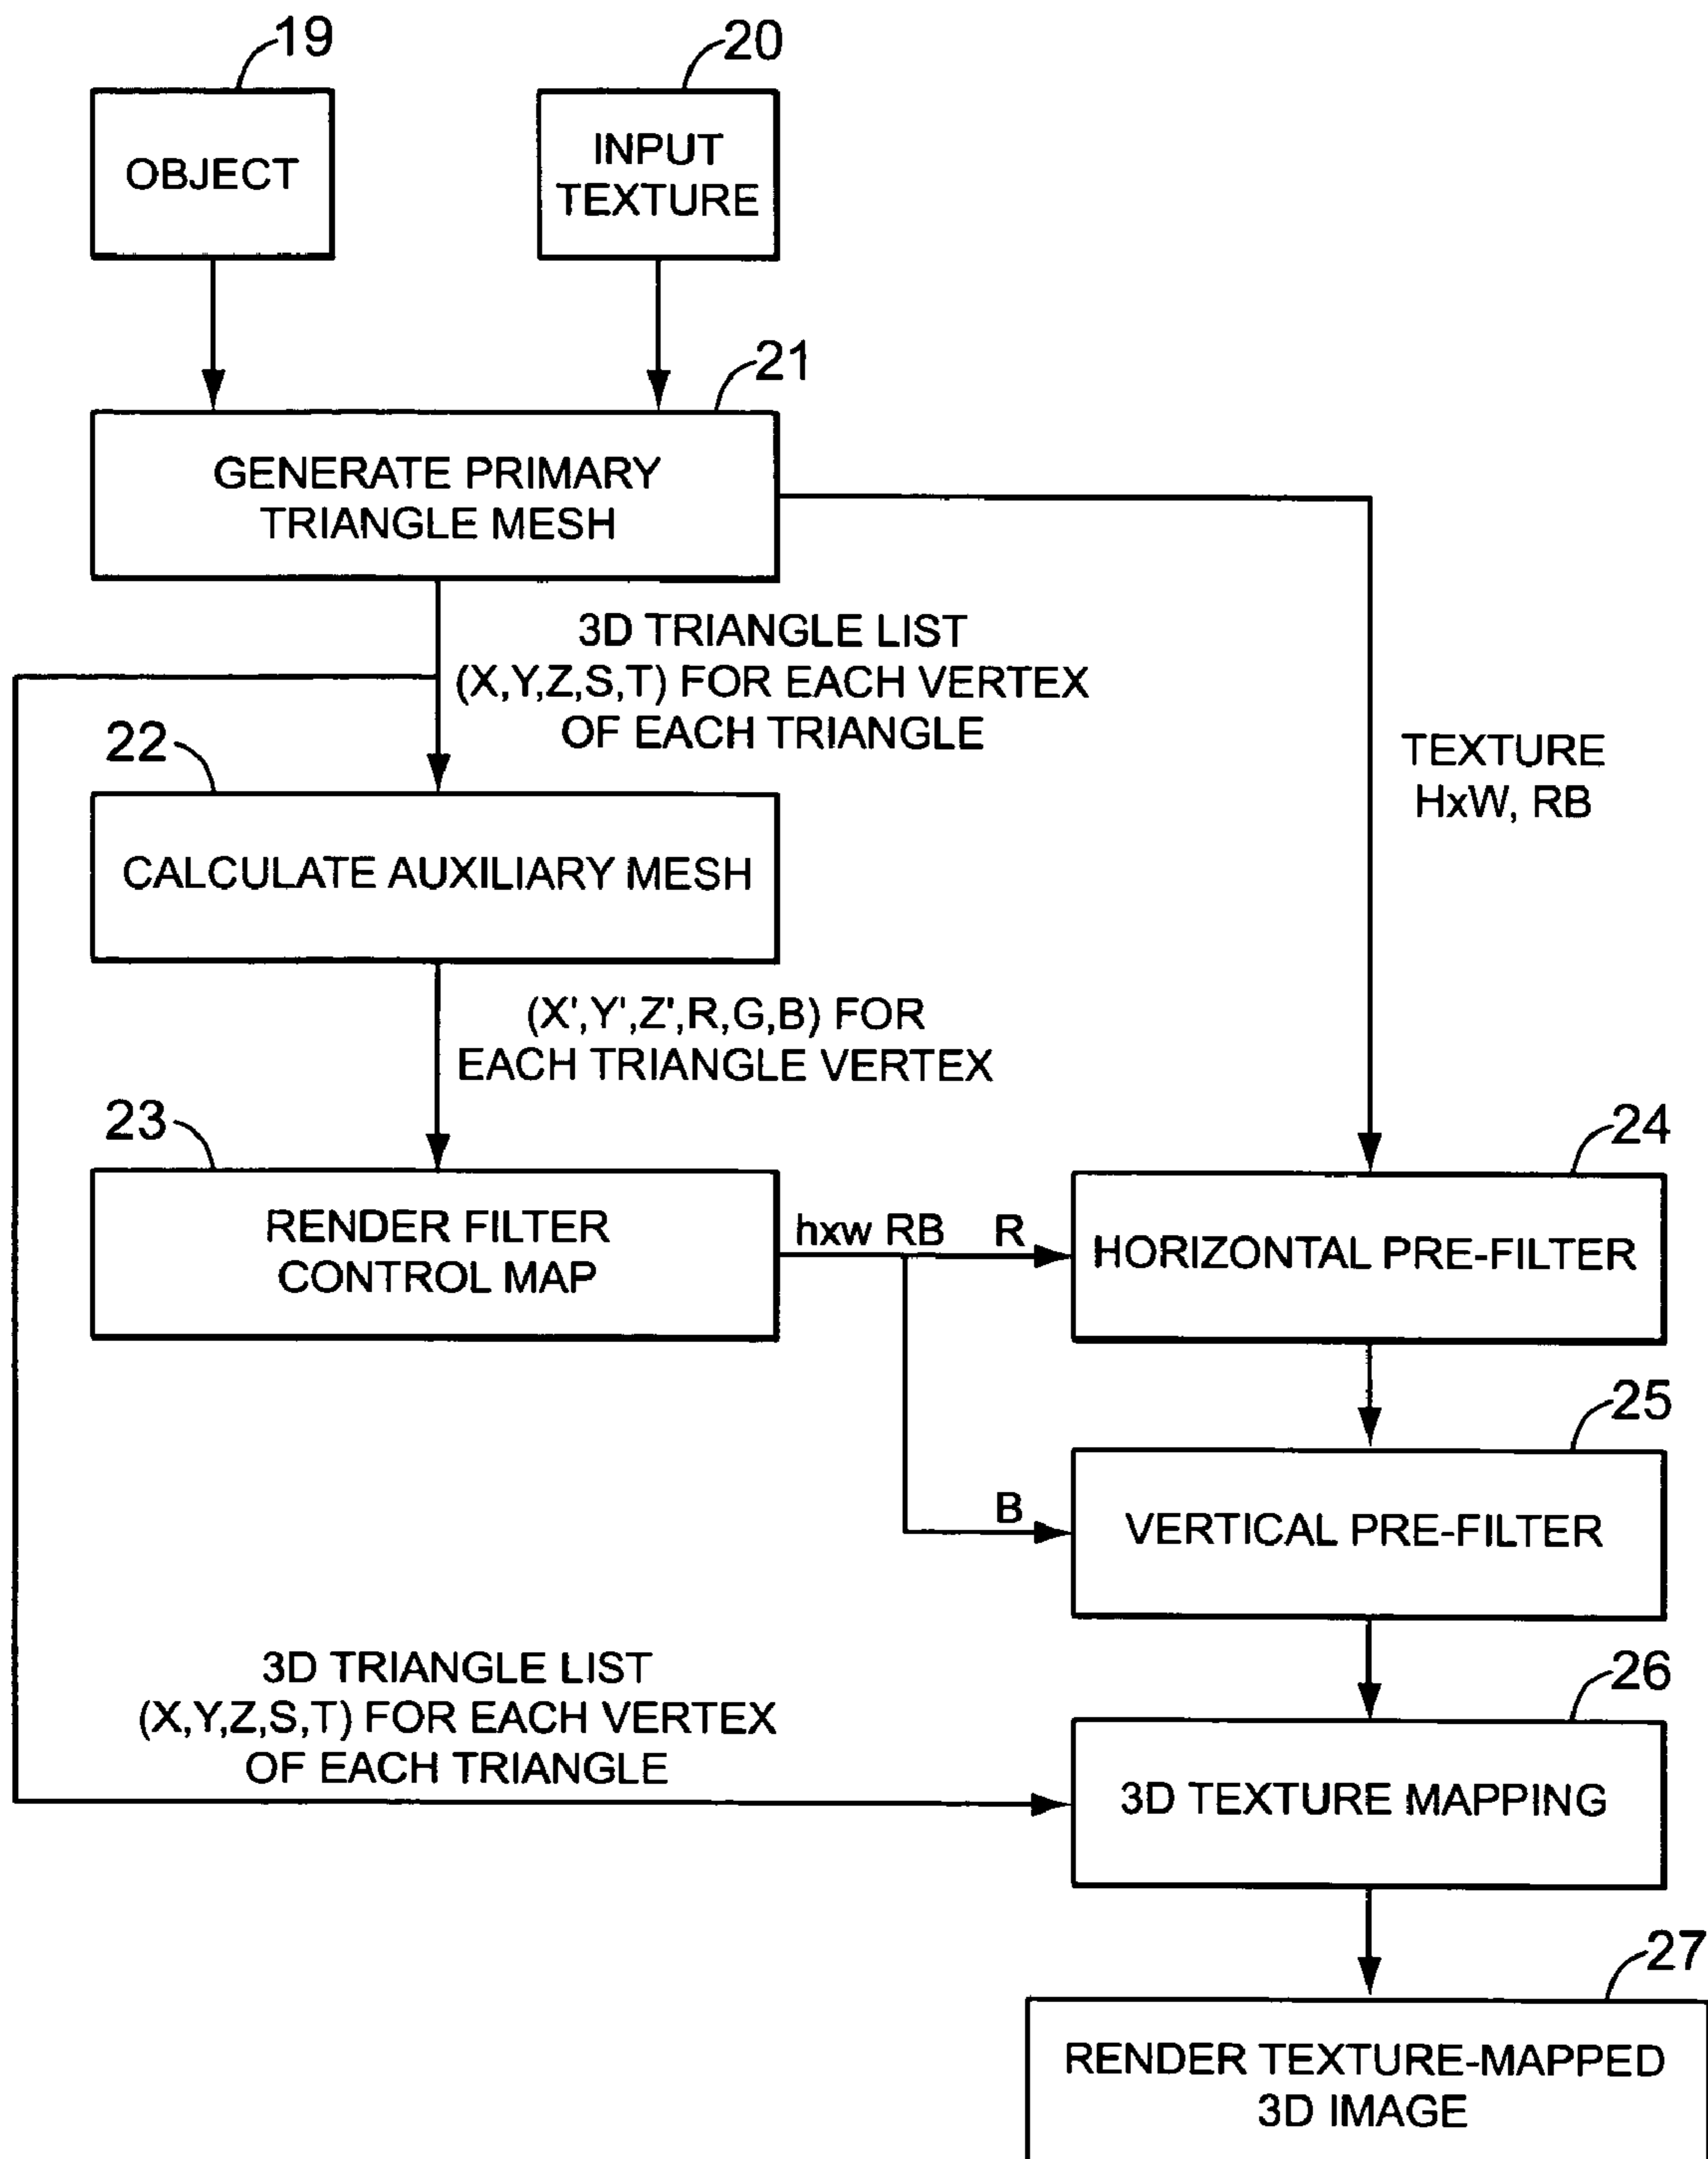 19
20
OBJECT
INPUT
TEXTURE
21
GENERATE PRIMARY
TRIANGLE MESH
3D TRIANGLE LIST
(X,Y,Z,S,T) FOR EACH VERTEX
OF EACH TRIANGLE
TEXTURE
HxW, RB
22
CALCULATE AUXILIARY MESH
(X',Y',Z',R,G,B) FOR
EACH TRIANGLE VERTEX
23
RENDER FILTER
CONTROL MAP
hxw RB
R
24
HORIZONTAL PRE-FILTER
25
B
VERTICAL PRE-FILTER
3D TRIANGLE LIST
(X,Y,Z,S,T) FOR EACH VERTEX
OF EACH TRIANGLE
26
3D TEXTURE MAPPING
27
RENDER TEXTURE-MAPPED
3D IMAGE